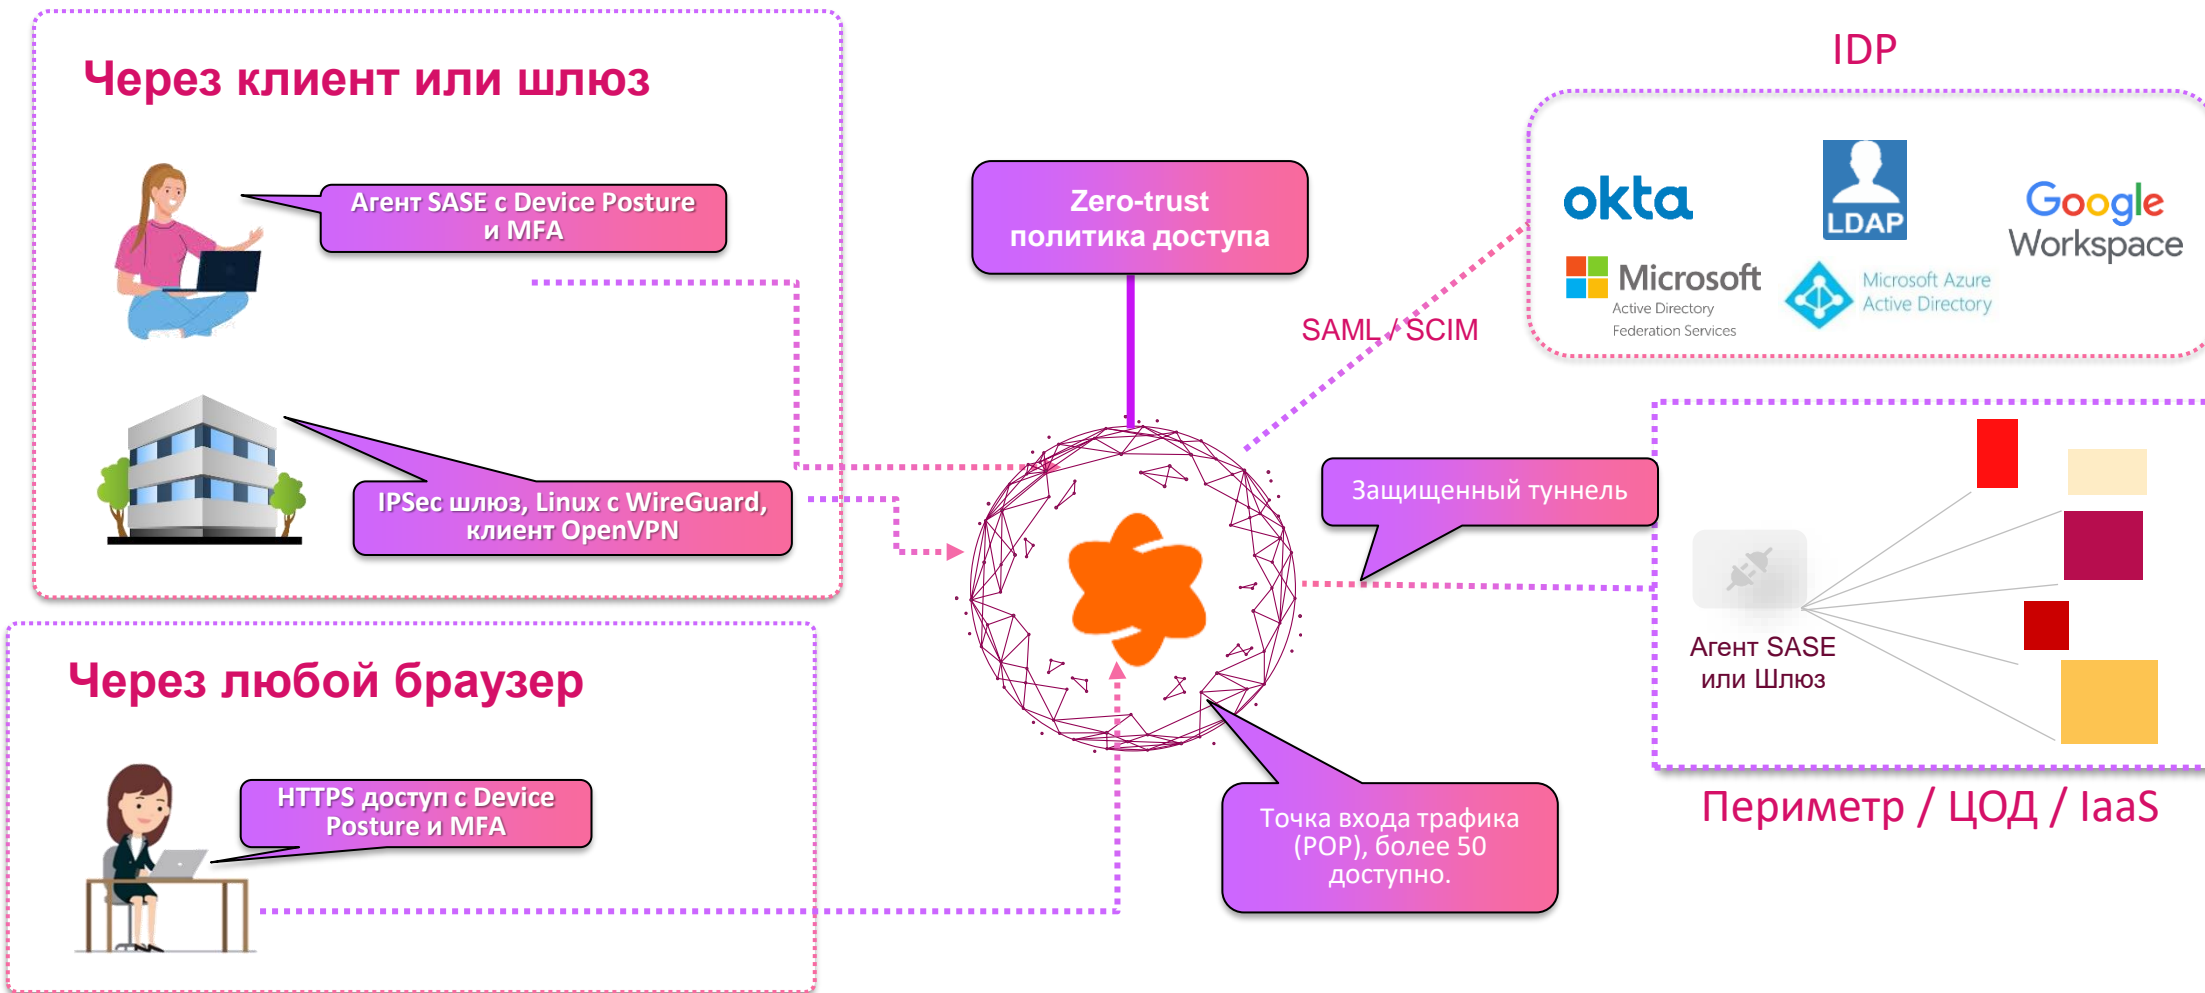 Через клиент или шлюз
Агент SASE с Device Posture
и MFA
IPSec шлюз, Linux с WireGuard,
клиент OpenVPN
Через любой браузер
HTTPS доступ с Device
Posture и MFA
Zero-trust
политика доступа
SAML / SCIM
Защищенный туннель
Точка входа трафика
(POP), более 50
доступно.
IDP
okta
LDAP
Google
Workspace
Microsoft
Active Directory
Federation Services
Microsoft Azure
Active Directory
Агент SASE
или Шлюз
Периметр / ЦОД / IaaS